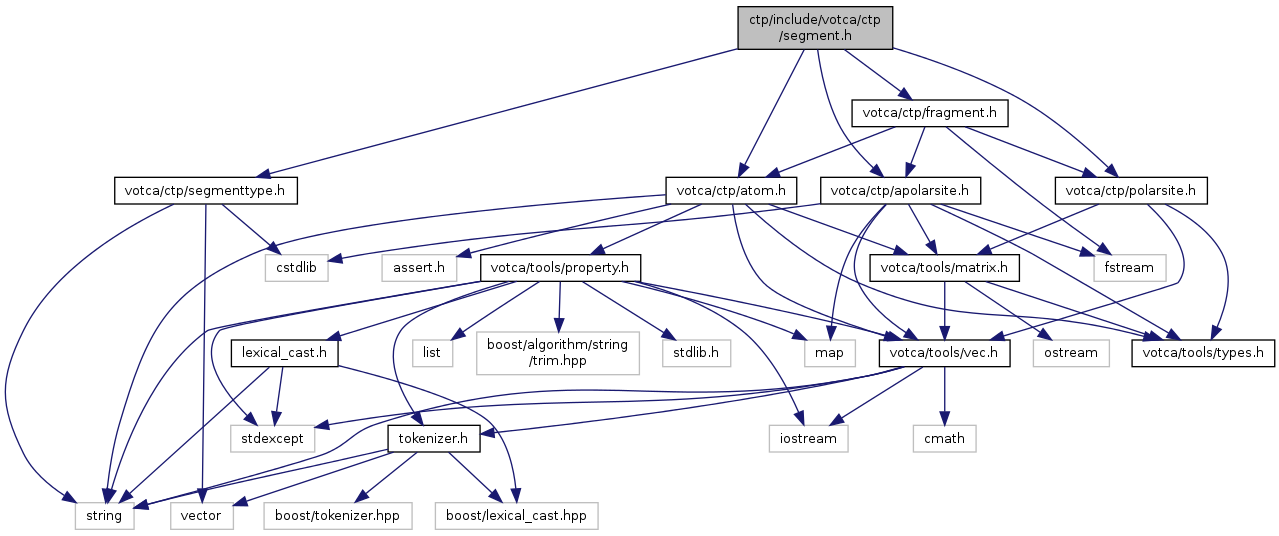 ctp/include/votca/ctp
/segment.h
votca/ctp/fragment.h
votca/ctp/segmenttype.h
votca/ctp/atom.h
votca/ctp/apolarsite.h
votca/ctp/polarsite.h
cstdlib
assert.h
votca/tools/property.h
votca/tools/matrix.h
fstream
lexical_cast.h
list
boost/algorithm/string
/trim.hpp
stdlib.h
map
votca/tools/vec.h
ostream
votca/tools/types.h
stdexcept
tokenizer.h
iostream
cmath
string
vector
boost/tokenizer.hpp
boost/lexical_cast.hpp